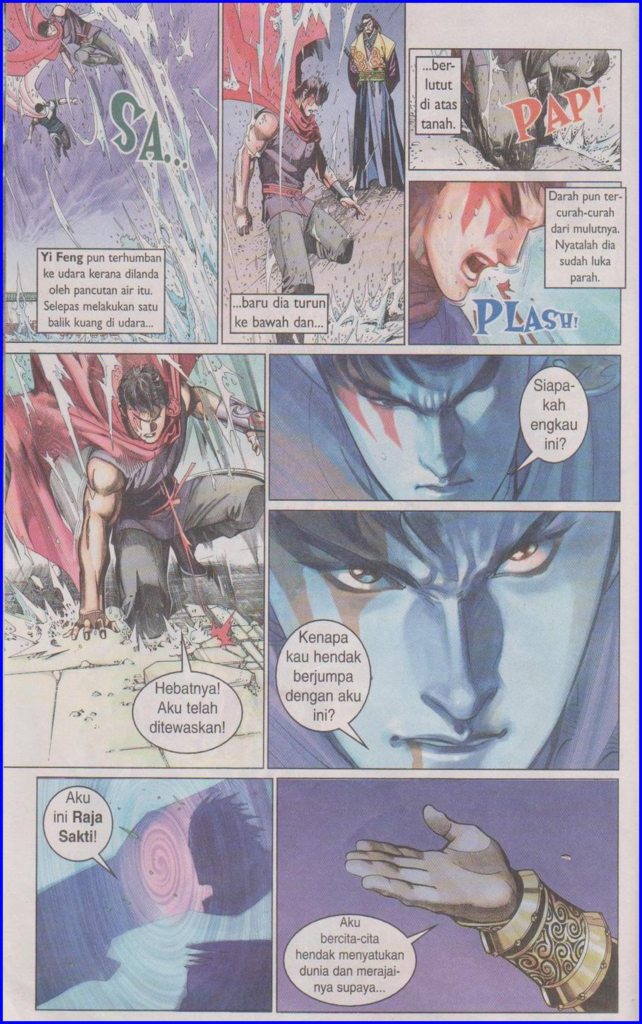 SA...
Yi Feng pun terhumban
ke udara kerana dilanda
oleh pancutan air itu.
Selepas melakukan satu
balik kuang di udara...
...baru dia turun
ke bawah dan...
...ber-
lutut
di atas
tanah.
PAP!
Darah pun ter-
curah-curah
dari mulutnya.
Nyatalah dia
sudah luka
parah.
PLASH!
Hebatnya!
Aku telah
ditewaskan!
Siapa-
kah
engkau
ini?
Kenapa
kau hendak
berjumpa
dengan aku
ini?
Aku
ini Raja
Sakti!
Aku
bercita-cita
hendak menyatukan
dunia dan merajai-
nya supaya...